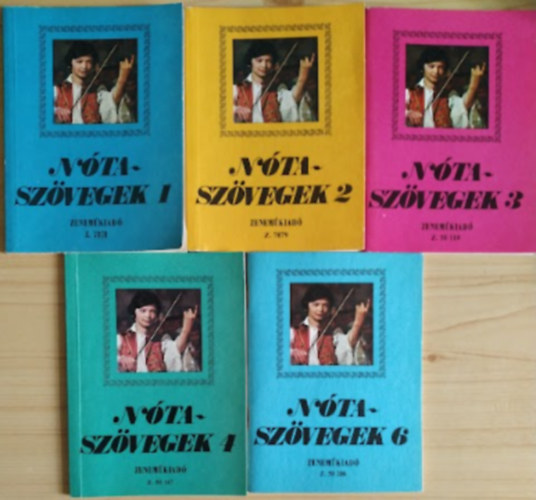 NÓTA-
SZÖVEGEK 1
ZENEMŰKIADÓ
NÓTA-
SZÖVEGEK 2
ZENEMŰKIADÓ
Z. 7879
NÓTA-
SZÖVEGEK 3
ZENEMŰKIADÓ
NÓTA-
SZÖVEGEK 4
ZENEMŰKIADÓ
NÓTA-
SZÖVEGEK 6
ZENEMŰKIADÓ